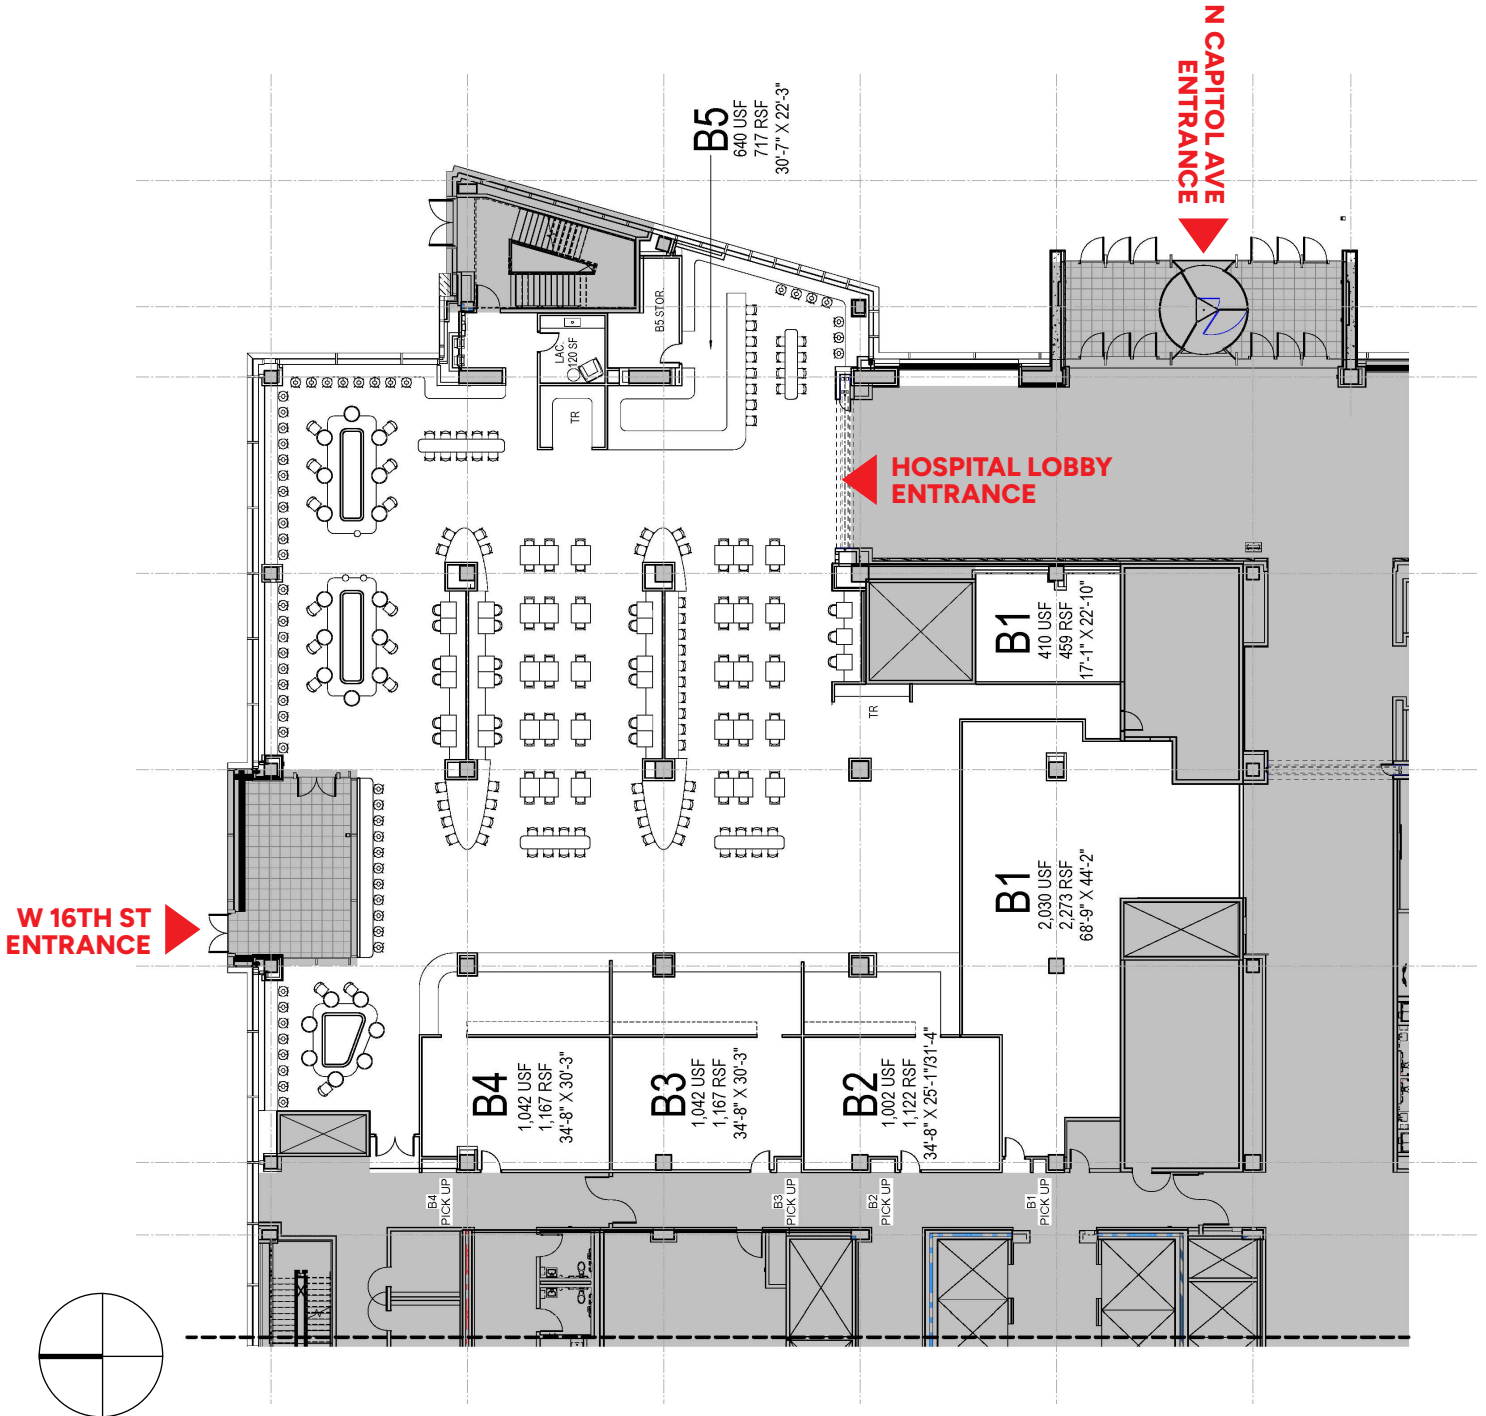 N CAPITOL AVE
ENTRANCE
B5
640 USF
717 RSF
30'-7" X 22'-3"
B5 STOR.
LAC.
120 SF
TR
HOSPITAL LOBBY
ENTRANCE
B1
410 USF
459 RSF
17'-1" X 22'-10"
TR
B1
2,030 USF
2,273 RSF
68'-9" X 44'-2"
W 16TH ST
ENTRANCE
B4
1,042 USF
1,167 RSF
34'-8" X 30'-3"
B3
1,042 USF
1,167 RSF
34'-8" X 30'-3"
B2
1,002 USF
1,122 RSF
34'-8" X 25'-1"/31'-4"
B4
PICK UP
B3
PICK UP
B2
PICK UP
B1
PICK UP